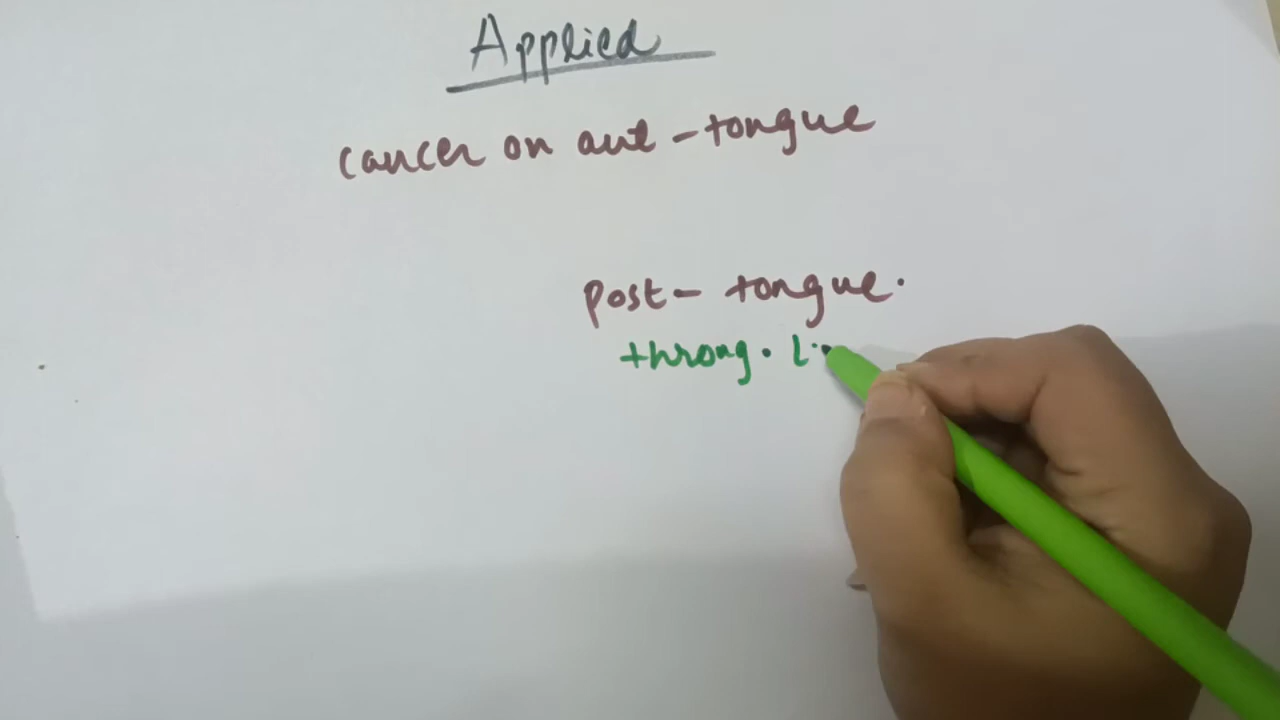 Applied
cancer on ant - tongue
post - tongue.
throng.